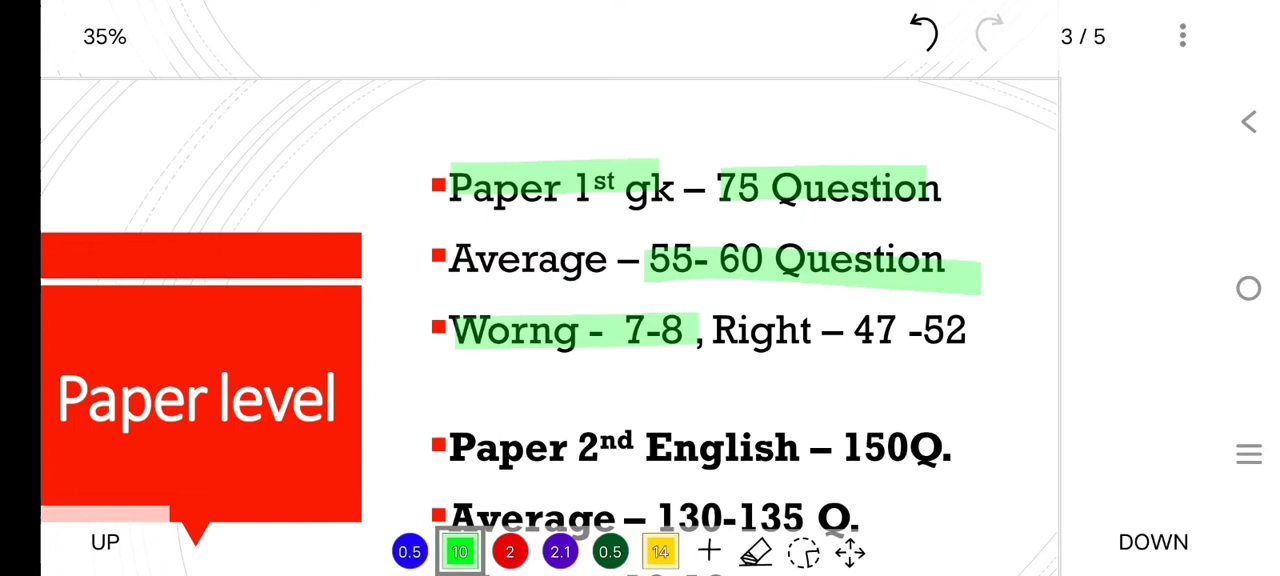 35%
3 / 5
Paper 1st gk – 75 Question
Average – 55- 60 Question
Worng - 7-8 , Right – 47 -52
Paper level
Paper 2nd English – 150Q.
Average – 130-135 Q.
UP
0.5 10 2 2.1 0.5 14
DOWN